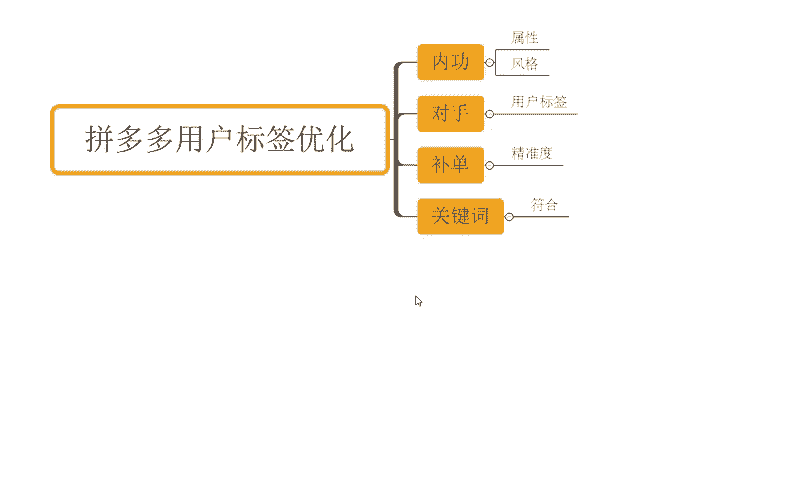 拼多多用户标签优化
内功
属性
风格
对手
用户标签
补单
精准度
关键词
符合